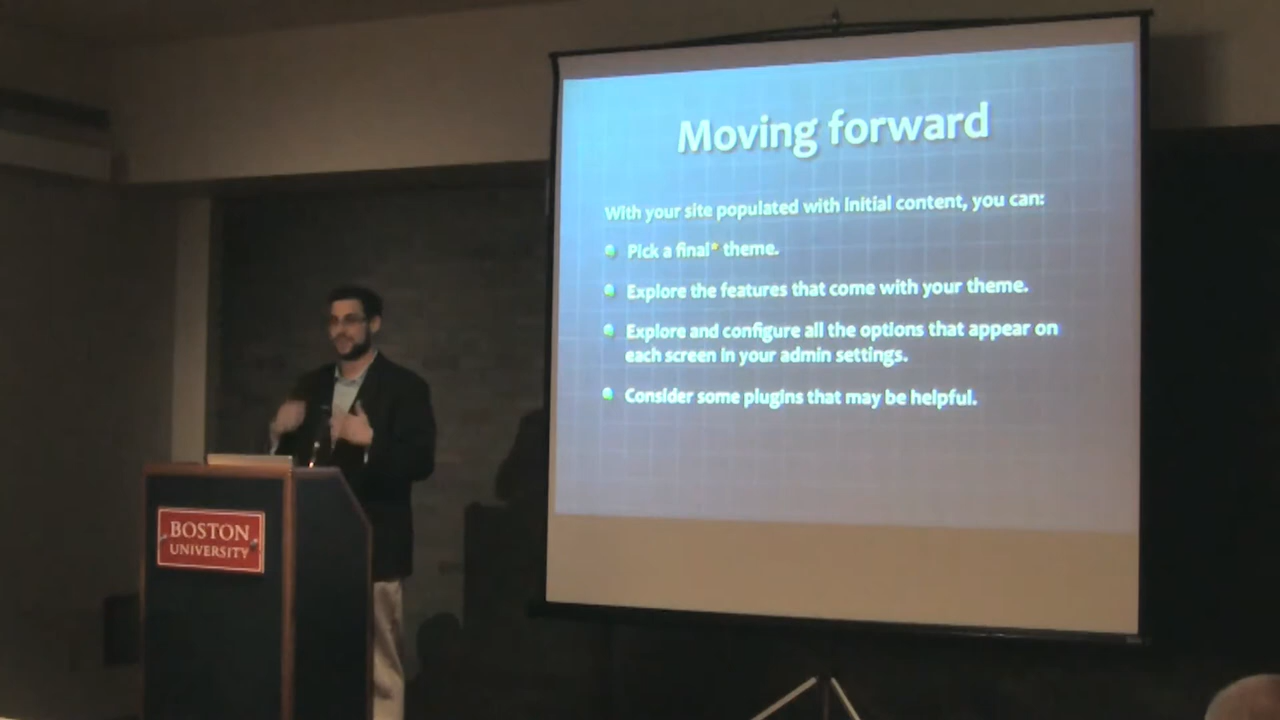 Moving forward
With your site populated with initial content, you can:
Pick a final* theme.
Explore the features that come with your theme.
Explore and configure all the options that appear on
each screen in your admin settings.
Consider some plugins that may be helpful.
BOSTON
UNIVERSITY